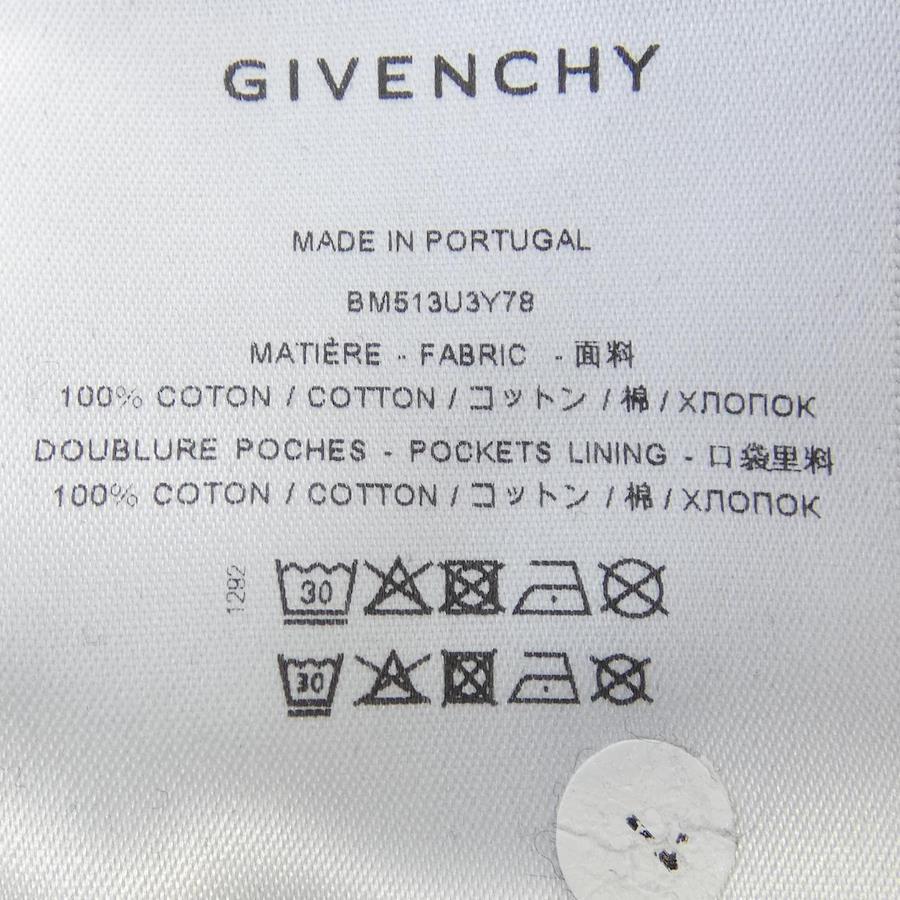 GIVENCHY
MADE IN PORTUGAL
BM513U3Y78
MATIÈRE - FABRIC - 面料
100% COTON / COTTON / コットン / 棉 / ХЛОПОК
DOUBLURE POCHES - POCKETS LINING - 口袋里料
100% COTON / COTTON / コットン / 棉 / ХЛОПОК
1292
30
30